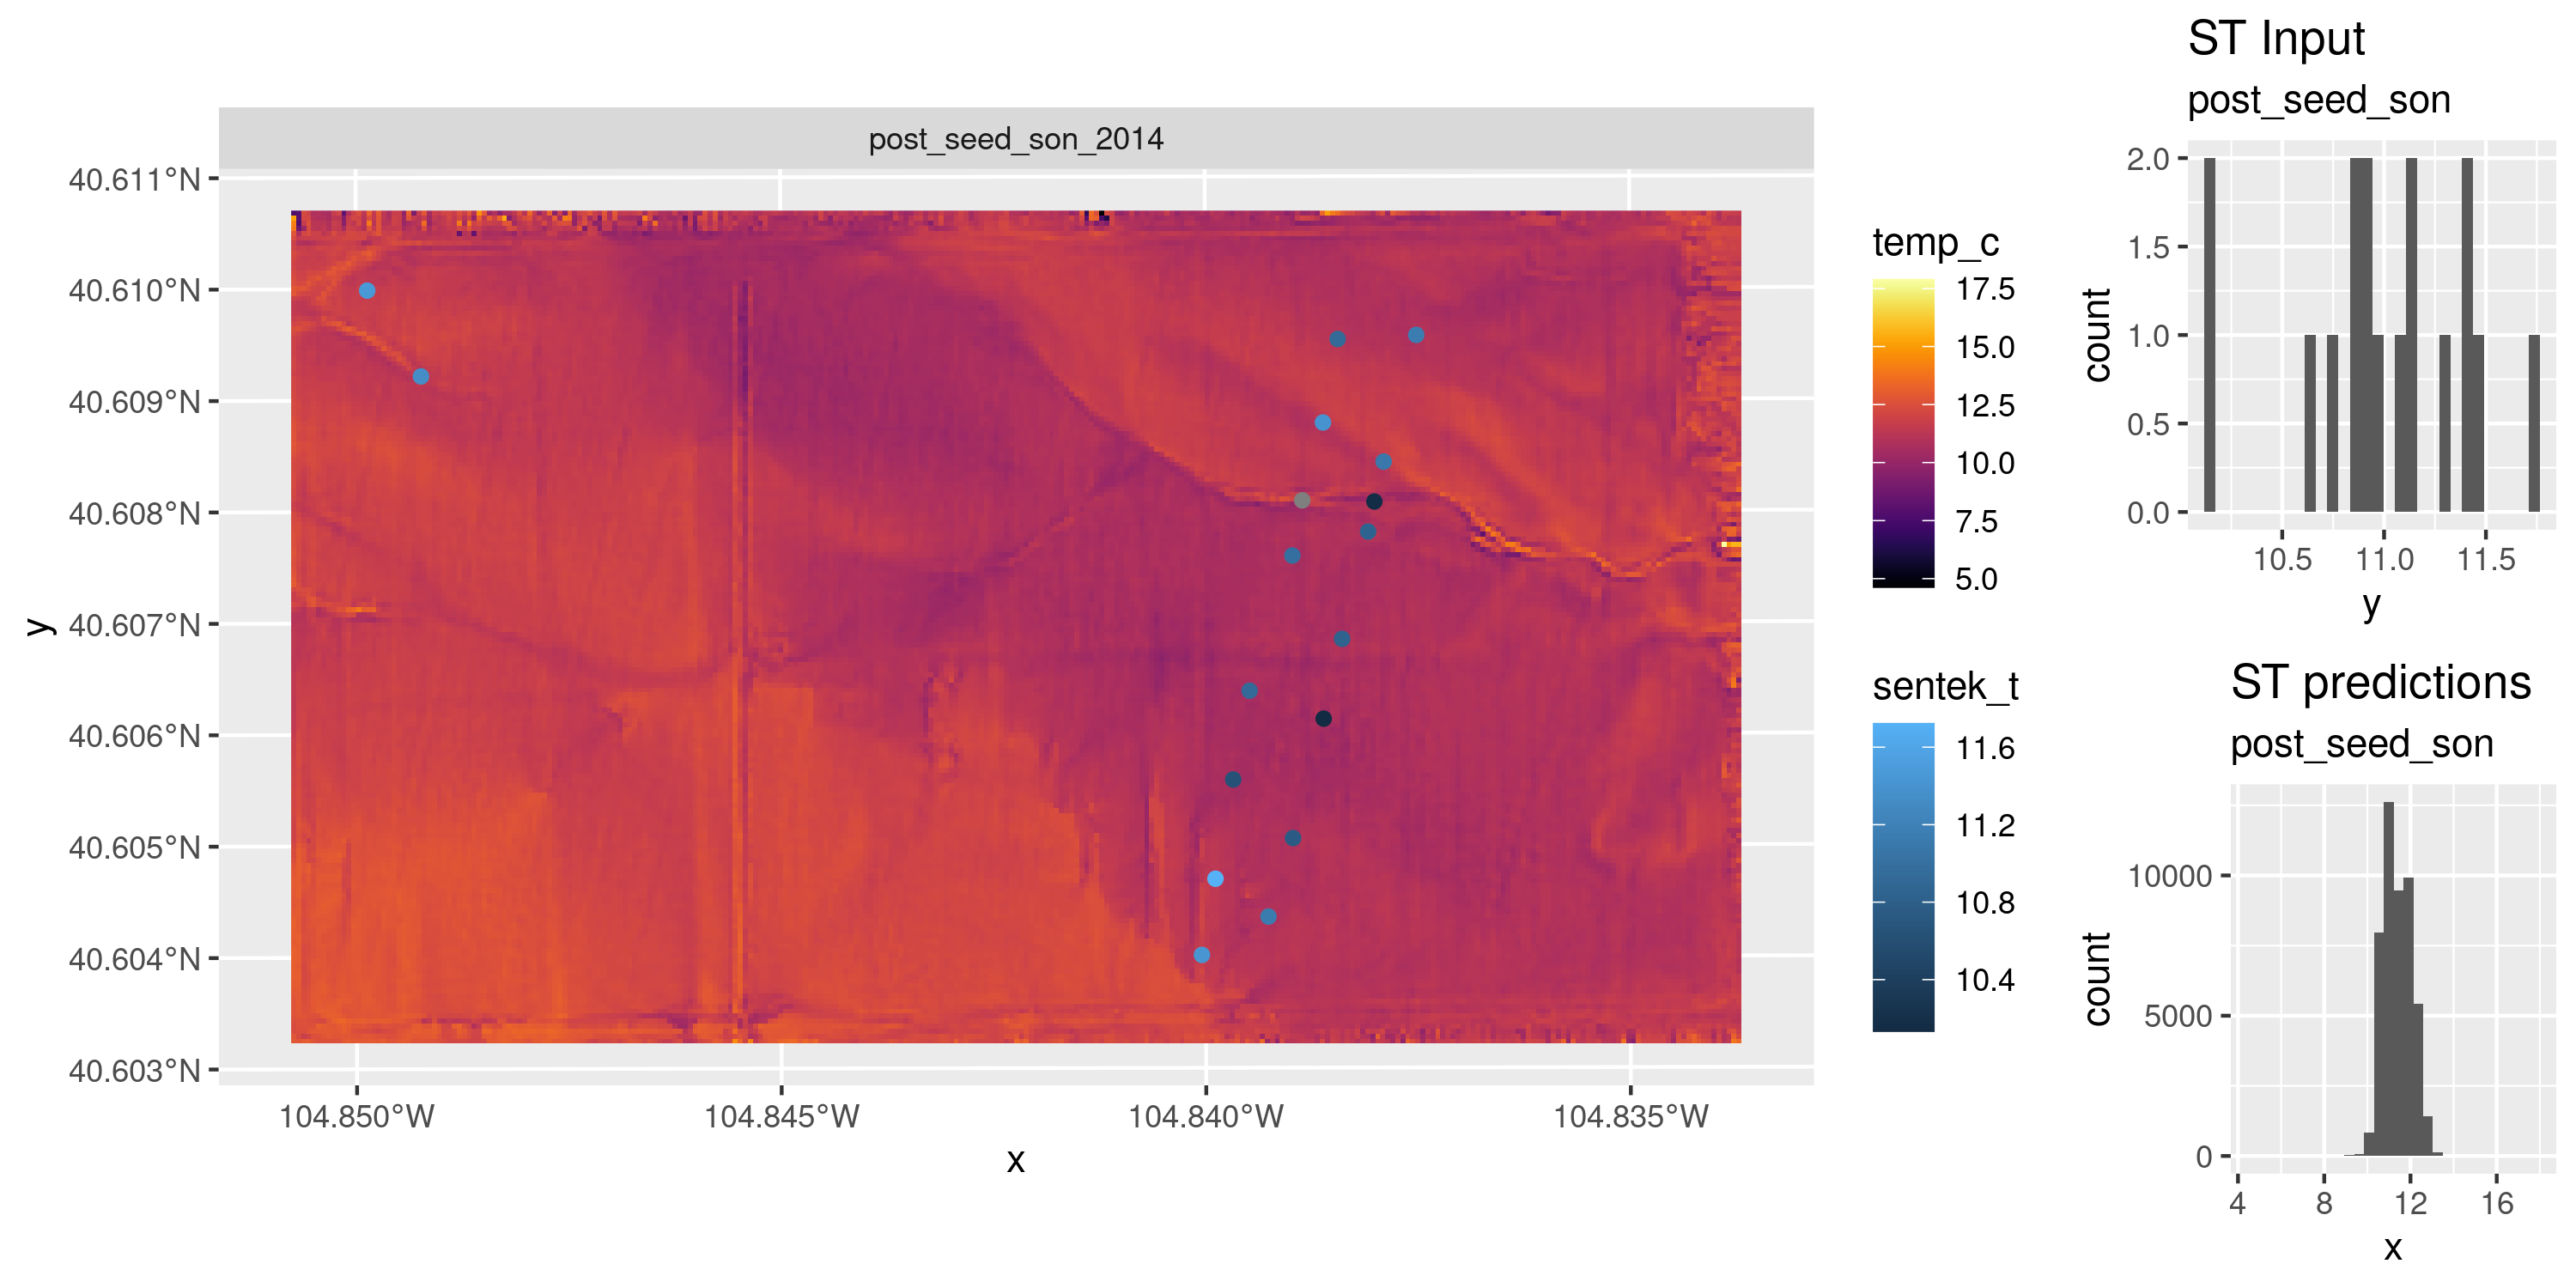 post_seed_son_2014
40.611°N
40.610°N
40.609°N
40.608°N
40.607°N
40.606°N
40.605°N
40.604°N
40.603°N
y
104.850°W
104.845°W
104.840°W
104.835°W
x
temp_c
17.5
15.0
12.5
10.0
7.5
5.0
sentek_t
11.6
11.2
10.8
10.4
ST Input
post_seed_son
2.0
1.5
1.0
0.5
0.0
count
10.5
11.0
11.5
y
ST predictions
post_seed_son
10000
5000
0
count
4
8
12
16
x